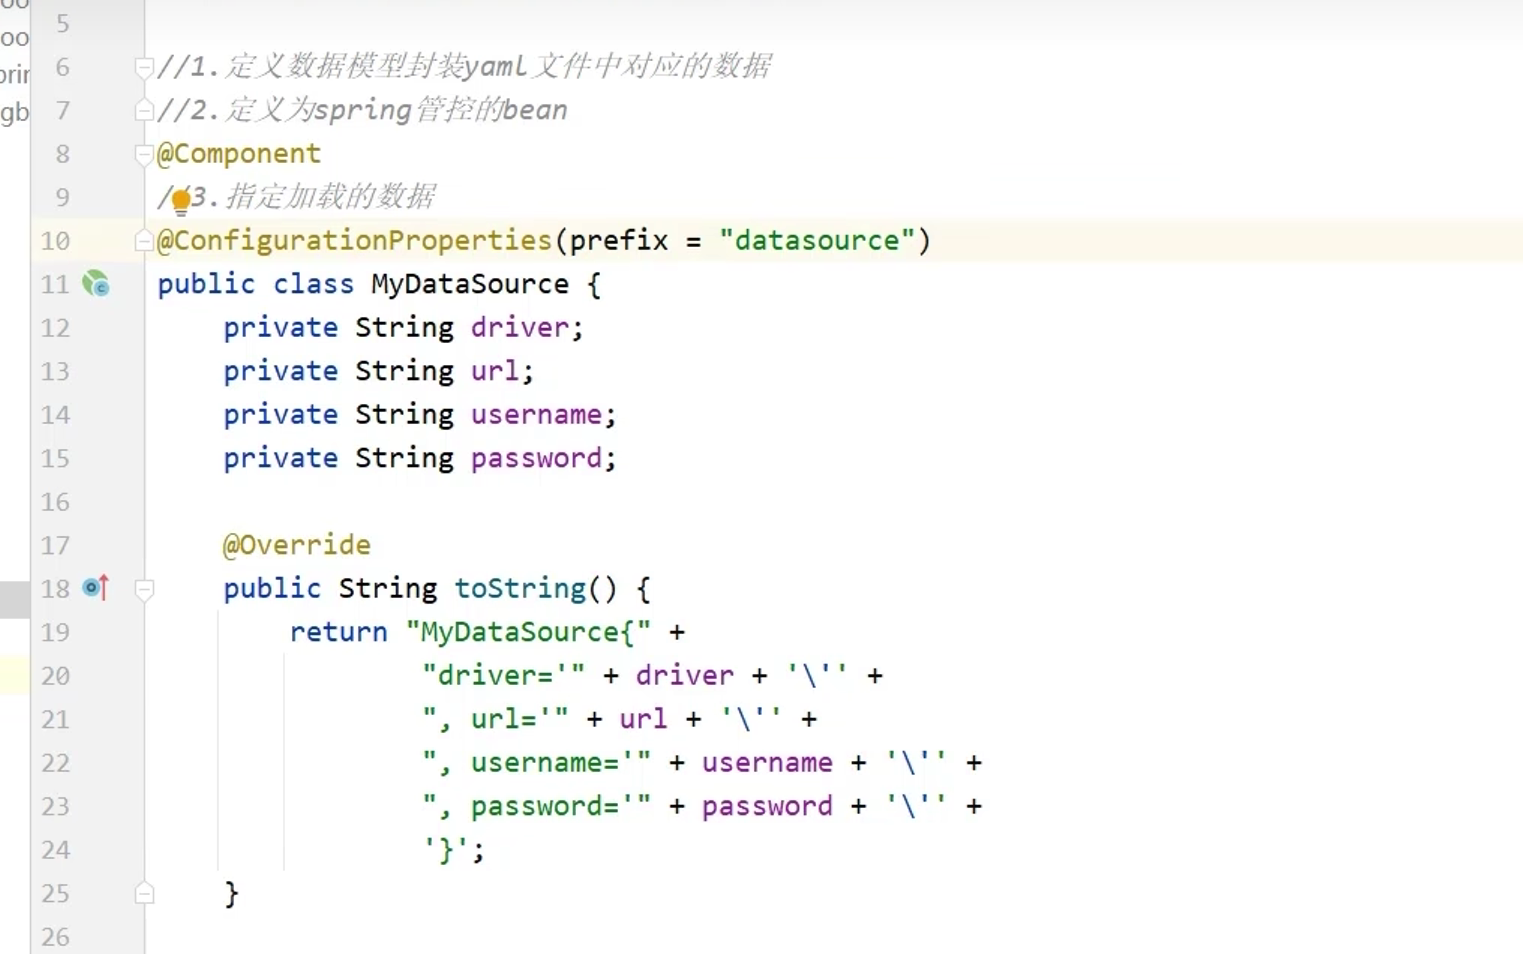 5
6 //1.定义数据模型封装yaml文件中对应的数据
7 //2.定义为spring管控的bean
8 @Component
9 //3.指定加载的数据
10 @ConfigurationProperties(prefix = "datasource")
11 public class MyDataSource {
12 private String driver;
13 private String url;
14 private String username;
15 private String password;
16
17 @Override
18 public String toString() {
19 return "MyDataSource{" +
20 "driver='" + driver + '\'' +
21 ", url='" + url + '\'' +
22 ", username='" + username + '\'' +
23 ", password='" + password + '\'' +
24 '}';
25 }
26